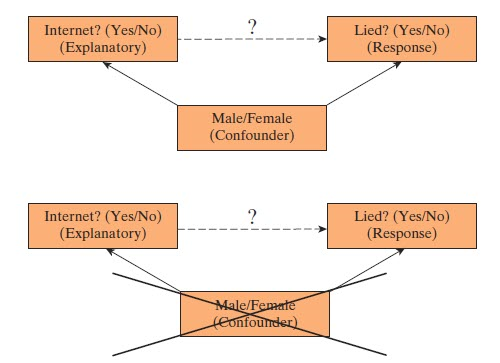 Internet? (Yes/No)
(Explanatory)
?
Lied? (Yes/No)
(Response)
Male/Female
(Confounder)
Internet? (Yes/No)
(Explanatory)
?
Lied? (Yes/No)
(Response)
Male/Female
(Confounder)